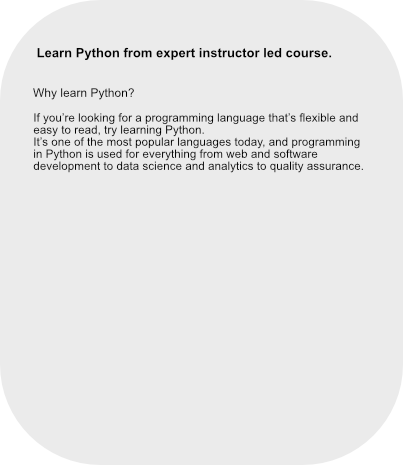 Learn Python from expert instructor led course.
Why learn Python?
If you’re looking for a programming language that’s flexible and
easy to read, try learning Python.
It’s one of the most popular languages today, and programming
in Python is used for everything from web and software
development to data science and analytics to quality assurance.